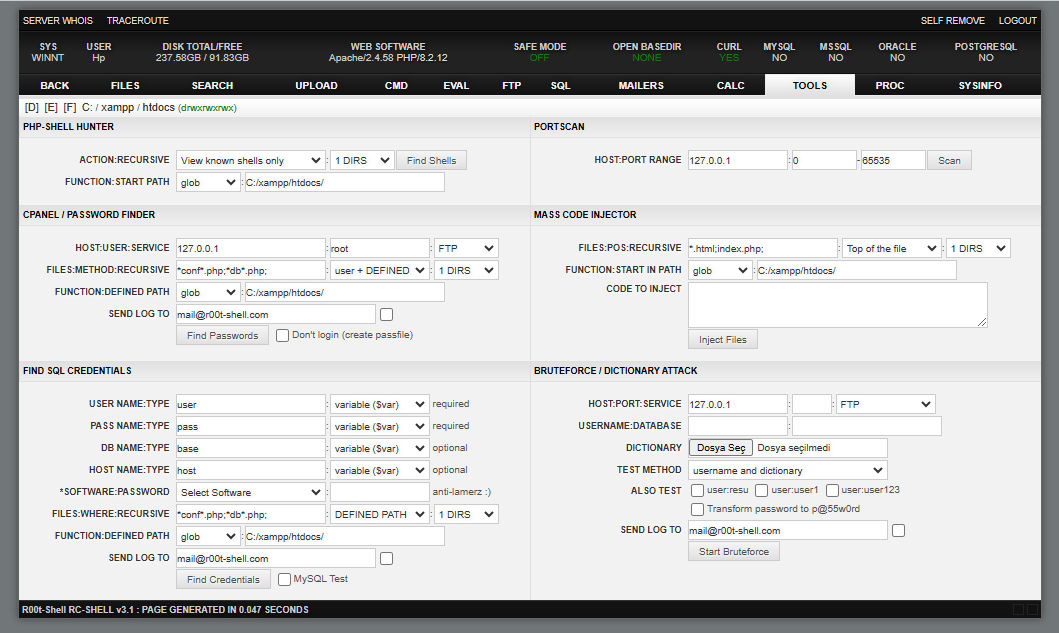 SERVER WHOIS TRACEROUTE SELF REMOVE LOGOUT
SYS USER DISK TOTAL/FREE WEB SOFTWARE SAFE MODE OPEN BASEDIR CURL MYSQL MSSQL ORACLE POSTGRESQL
WINNT Hp 237.58GB / 91.83GB Apache/2.4.58 PHP/8.2.12 OFF NONE YES NO NO NO NO
BACK FILES SEARCH UPLOAD CMD EVAL FTP SQL MAILERS CALC TOOLS PROC SYSINFO
[D] [E] [F] C: / xampp / htdocs (drwxrwxrwx)
PHP-SHELL HUNTER
ACTION:RECURSIVE View known shells only : 1 DIRS Find Shells
FUNCTION:START PATH glob : C:/xampp/htdocs/
PORTSCAN
HOST:PORT RANGE 127.0.0.1 : 0 - 65535 Scan
CPANEL / PASSWORD FINDER
HOST:USER:SERVICE 127.0.0.1 : root : FTP
FILES:METHOD:RECURSIVE *conf*.php;*db*.php; : user + DEFINED : 1 DIRS
FUNCTION:DEFINED PATH glob : C:/xampp/htdocs/
SEND LOG TO mail@r00t-shell.com
Find Passwords Don't login (create passfile)
MASS CODE INJECTOR
FILES:POS:RECURSIVE *.html;index.php; : Top of the file : 1 DIRS
FUNCTION:START IN PATH glob : C:/xampp/htdocs/
CODE TO INJECT
Inject Files
FIND SQL CREDENTIALS
USER NAME:TYPE user : variable ($var) required
PASS NAME:TYPE pass : variable ($var) required
DB NAME:TYPE base : variable ($var) optional
HOST NAME:TYPE host : variable ($var) optional
*SOFTWARE:PASSWORD Select Software : anti-lamerz :)
FILES:WHERE:RECURSIVE *conf*.php;*db*.php; : DEFINED PATH : 1 DIRS
FUNCTION:DEFINED PATH glob : C:/xampp/htdocs/
SEND LOG TO mail@r00t-shell.com
Find Credentials MySQL Test
BRUTEFORCE / DICTIONARY ATTACK
HOST:PORT:SERVICE 127.0.0.1 : : FTP
USERNAME:DATABASE :
DICTIONARY Dosya Seç Dosya seçilmedi
TEST METHOD username and dictionary
ALSO TEST user:resu user:user1 user:user123
Transform password to p@55w0rd
SEND LOG TO mail@r00t-shell.com
Start Bruteforce
R00t-Shell RC-SHELL v3.1 : PAGE GENERATED IN 0.047 SECONDS